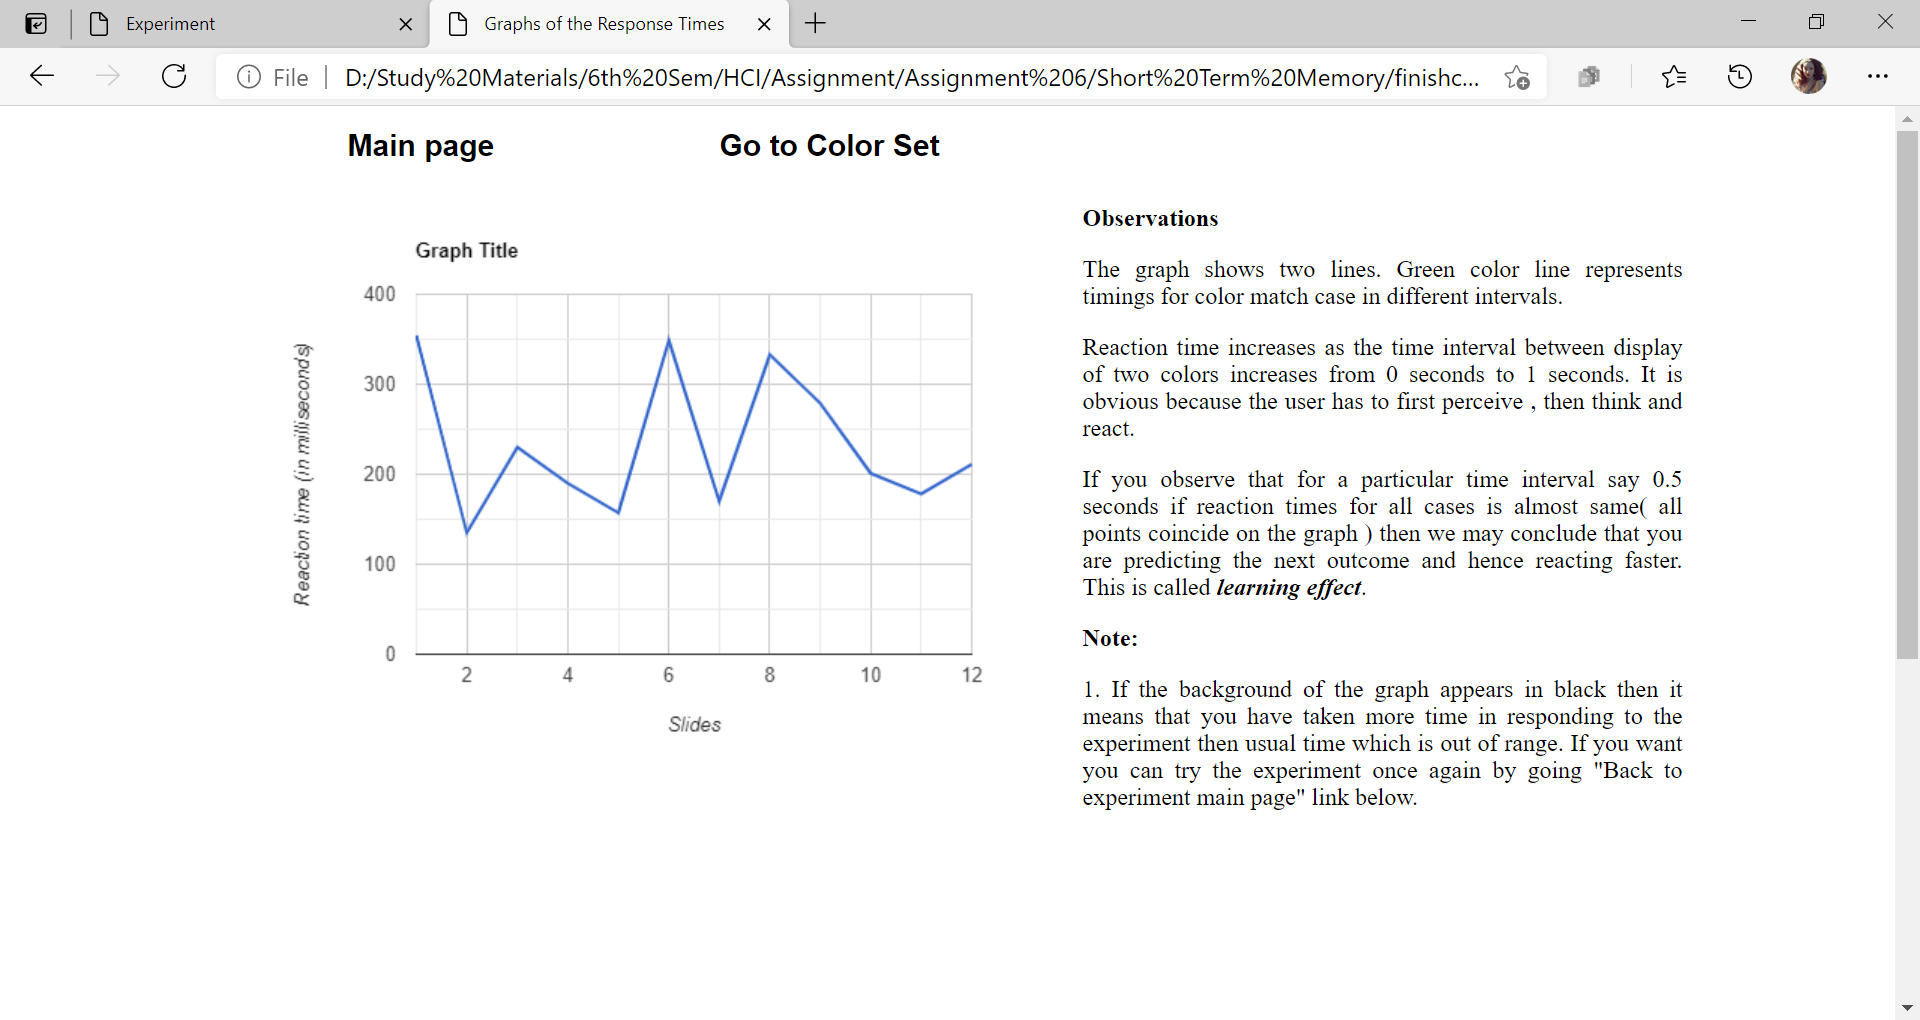 Experiment
Graphs of the Response Times
File
D:/Study%20Materials/6th%20Sem/HCI/Assignment/Assignment%206/Short%20Term%20Memory/finishc...
Main page
Go to Color Set
Graph Title
400
300
200
100
0
Reaction time (in milliseconds)
2 4 6 8 10 12
Slides
Observations
The graph shows two lines. Green color line represents
timings for color match case in different intervals.
Reaction time increases as the time interval between display
of two colors increases from 0 seconds to 1 seconds. It is
obvious because the user has to first perceive , then think and
react.
If you observe that for a particular time interval say 0.5
seconds if reaction times for all cases is almost same( all
points coincide on the graph ) then we may conclude that you
are predicting the next outcome and hence reacting faster.
This is called learning effect.
Note:
1. If the background of the graph appears in black then it
means that you have taken more time in responding to the
experiment then usual time which is out of range. If you want
you can try the experiment once again by going "Back to
experiment main page" link below.